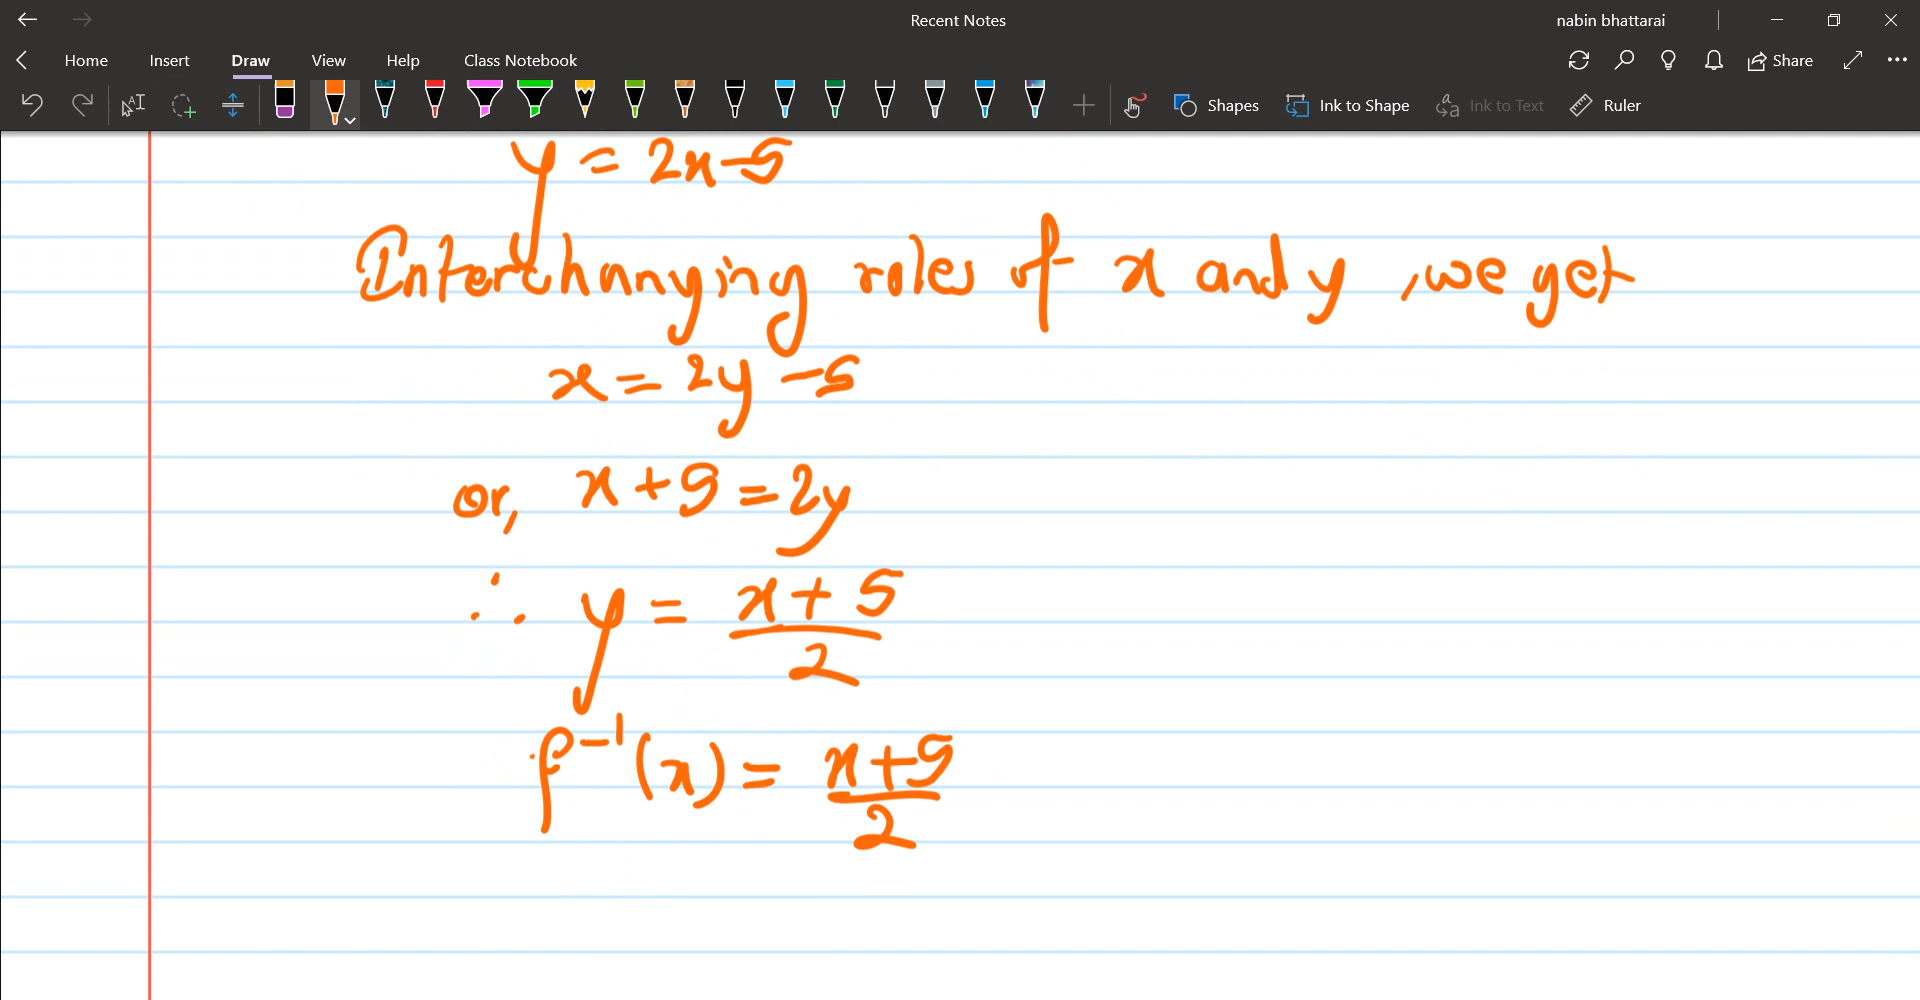 Recent Notes nabin bhattarai
Home Insert Draw View Help Class Notebook Share
Shapes Ink to Shape Ink to Text Ruler
y = 2x-5
Interchanging roles of x and y, we get
x = 2y -5
or, x+5 = 2y
∴ y = x+5/2
f⁻¹(x) = x+5/2